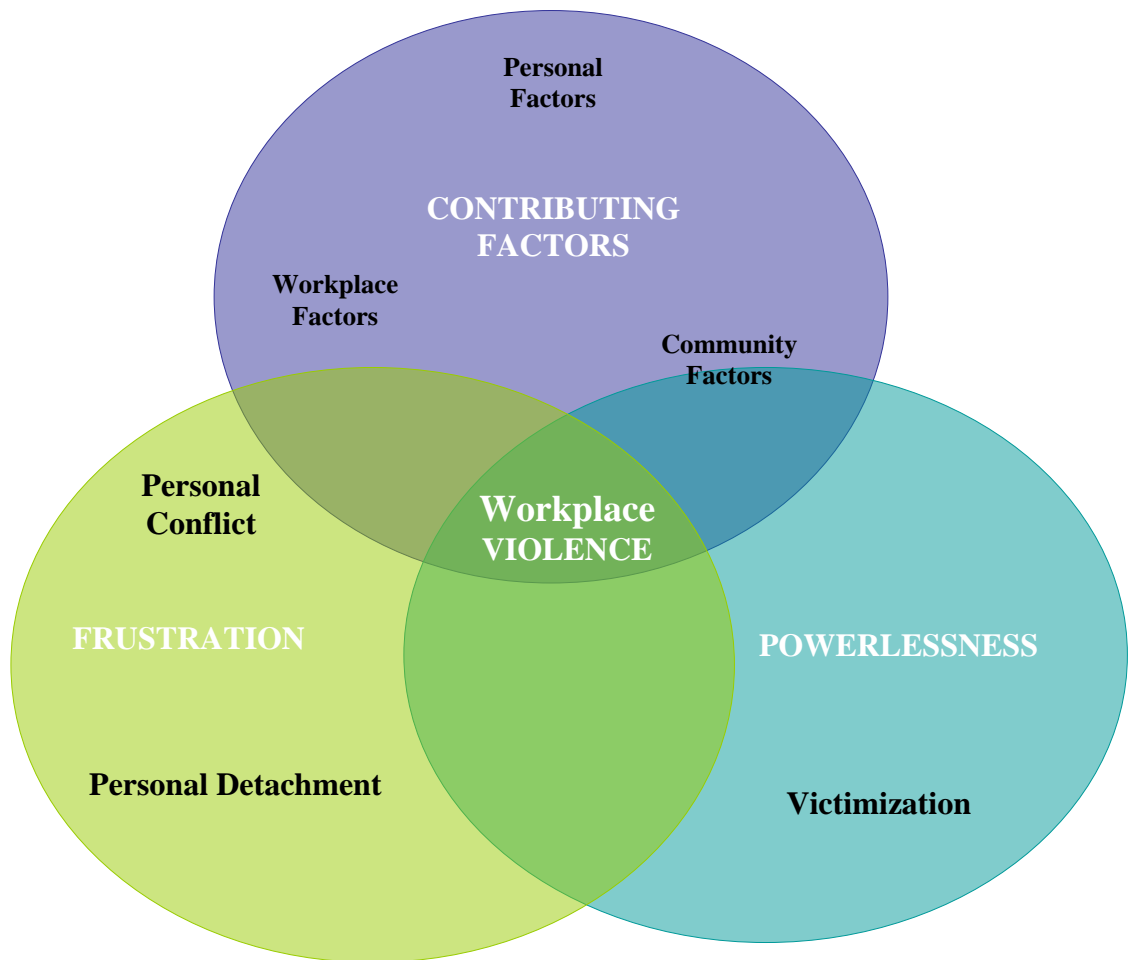 Personal
Factors
CONTRIBUTING
FACTORS
Workplace
Factors
Community
Factors
Personal
Conflict
Workplace
VIOLENCE
FRUSTRATION
POWERLESSNESS
Personal Detachment
Victimization